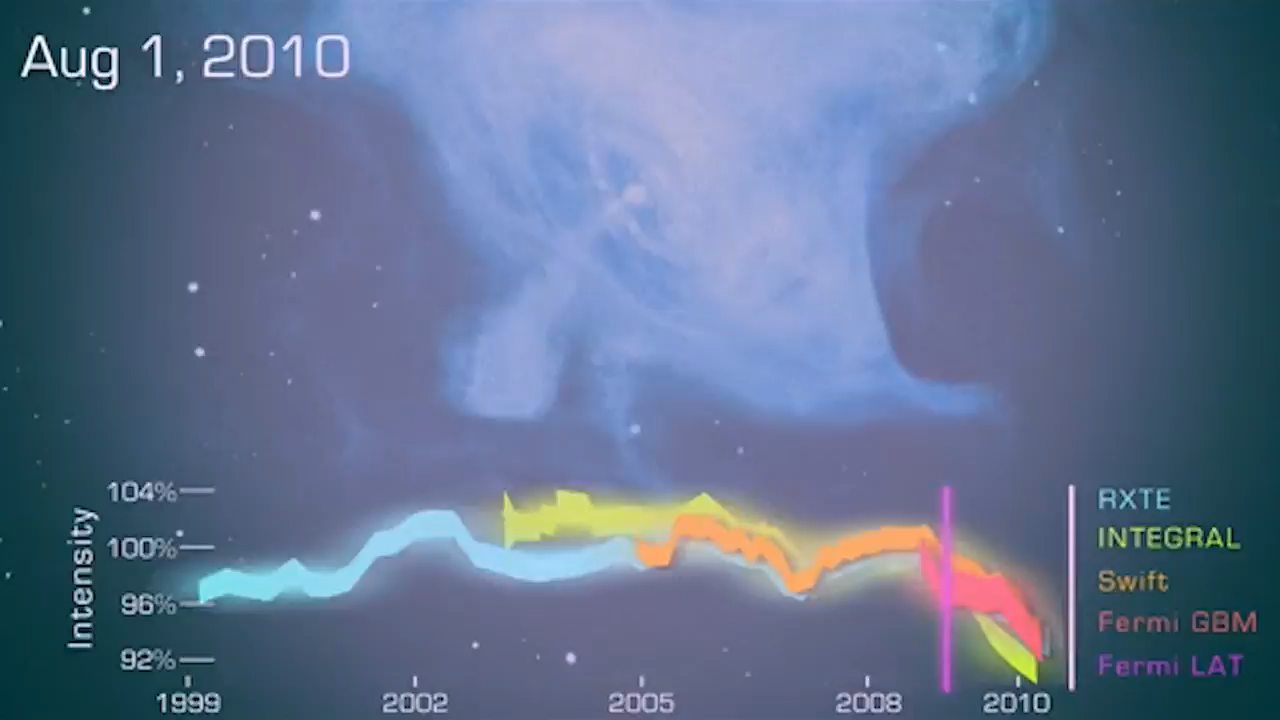 Aug 1, 2010
104%
100%
96%
92%
Intensity
1999 2002 2005 2008 2010
RXTE
INTEGRAL
Swift
Fermi GBM
Fermi LAT